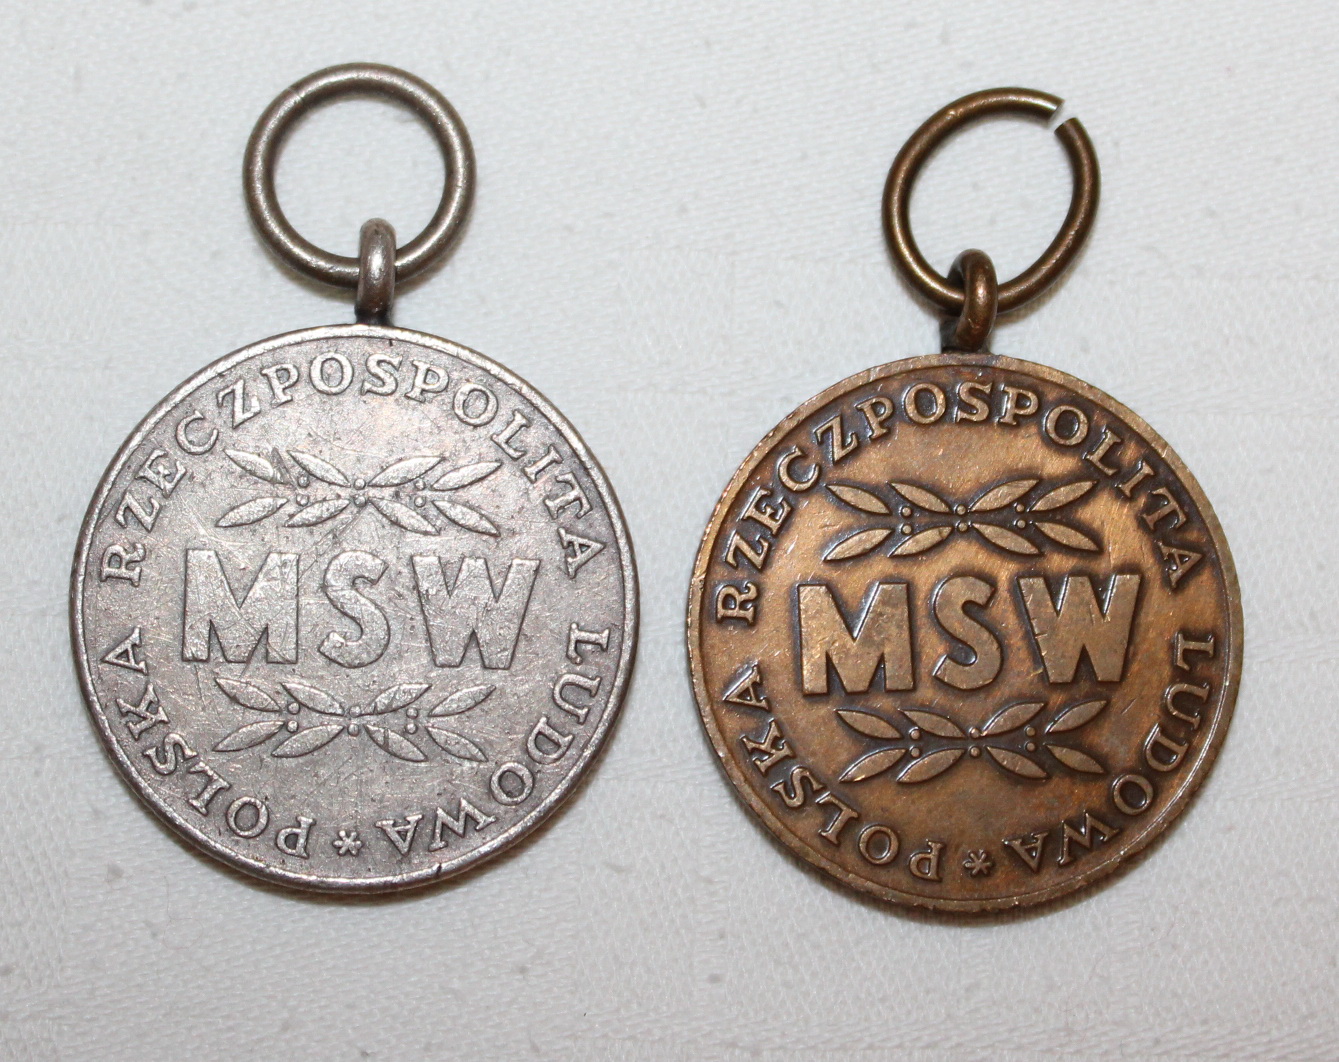 POLSKA RZECZPOSPOLITA LUDOWA *
MSW
POLSKA RZECZPOSPOLITA LUDOWA *
MSW